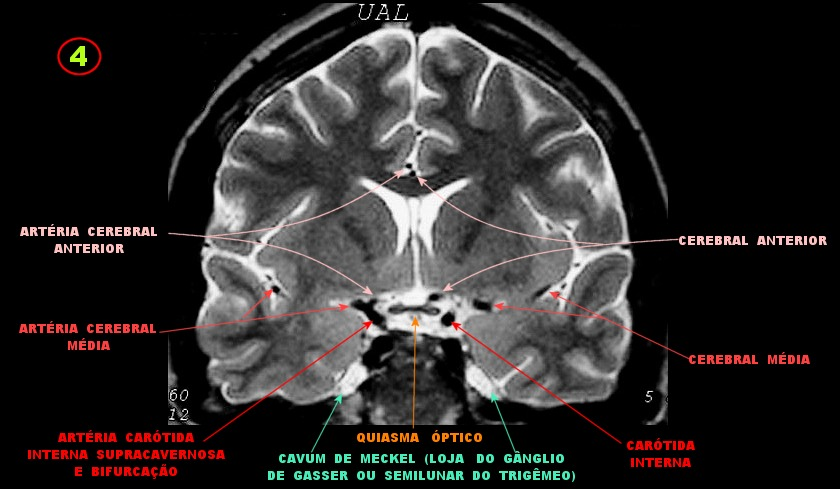 UAL
4
ARTÉRIA CEREBRAL
ANTERIOR
CEREBRAL ANTERIOR
ARTÉRIA CEREBRAL
MÉDIA
CEREBRAL MÉDIA
60
12
5
ARTÉRIA CARÓTIDA
INTERNA SUPRACAVERNOSA
E BIFURCAÇÃO
QUIASMA ÓPTICO
CAVUM DE MECKEL (LOJA DO GÂNGLIO
DE GASSER OU SEMILUNAR DO TRIGÊMEO)
CARÓTIDA
INTERNA